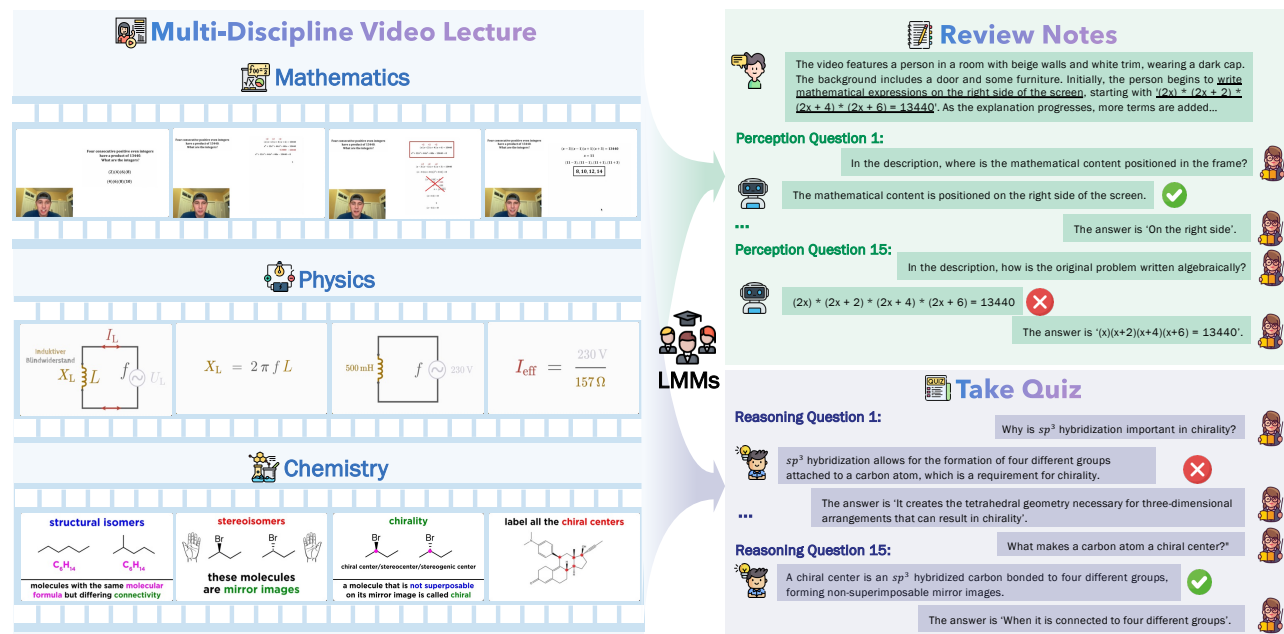 Multi-Discipline Video Lecture
Mathematics
Four consecutive positive even integers
have a product of 13440.
What are the integers?
(2)(4)(6)(8)
(4)(6)(8)(10)
8, 10, 12, 14
Physics
Induktiver
Blindwiderstand
X_L
L
I_L
f
U_L
X_L = 2 π f L
500 mH
f
230 V
I_eff = 230 V / 157 Ω
Chemistry
structural isomers
C₆H₁₄
C₆H₁₄
molecules with the same molecular
formula but differing connectivity
stereoisomers
Br
Br
these molecules
are mirror images
chirality
Br
Br
chiral center/stereocenter/stereogenic center
a molecule that is not superposable
on its mirror image is called chiral
label all the chiral centers
LMMs
Review Notes
The video features a person in a room with beige walls and white trim, wearing a dark cap.
The background includes a door and some furniture. Initially, the person begins to write
mathematical expressions on the right side of the screen, starting with '(2x) * (2x + 2) *
(2x + 4) * (2x + 6) = 13440'. As the explanation progresses, more terms are added...
Perception Question 1:
In the description, where is the mathematical content positioned in the frame?
The mathematical content is positioned on the right side of the screen.
...
The answer is ‘On the right side’.
Perception Question 15:
In the description, how is the original problem written algebraically?
(2x) * (2x + 2) * (2x + 4) * (2x + 6) = 13440
The answer is ‘(x)(x+2)(x+4)(x+6) = 13440’.
QUIZ
Take Quiz
Reasoning Question 1:
Why is sp³ hybridization important in chirality?
sp³ hybridization allows for the formation of four different groups
attached to a carbon atom, which is a requirement for chirality.
The answer is ‘It creates the tetrahedral geometry necessary for three-dimensional
arrangements that can result in chirality’.
...
What makes a carbon atom a chiral center?"
Reasoning Question 15:
A chiral center is an sp³ hybridized carbon bonded to four different groups,
forming non-superimposable mirror images.
The answer is ‘When it is connected to four different groups’.